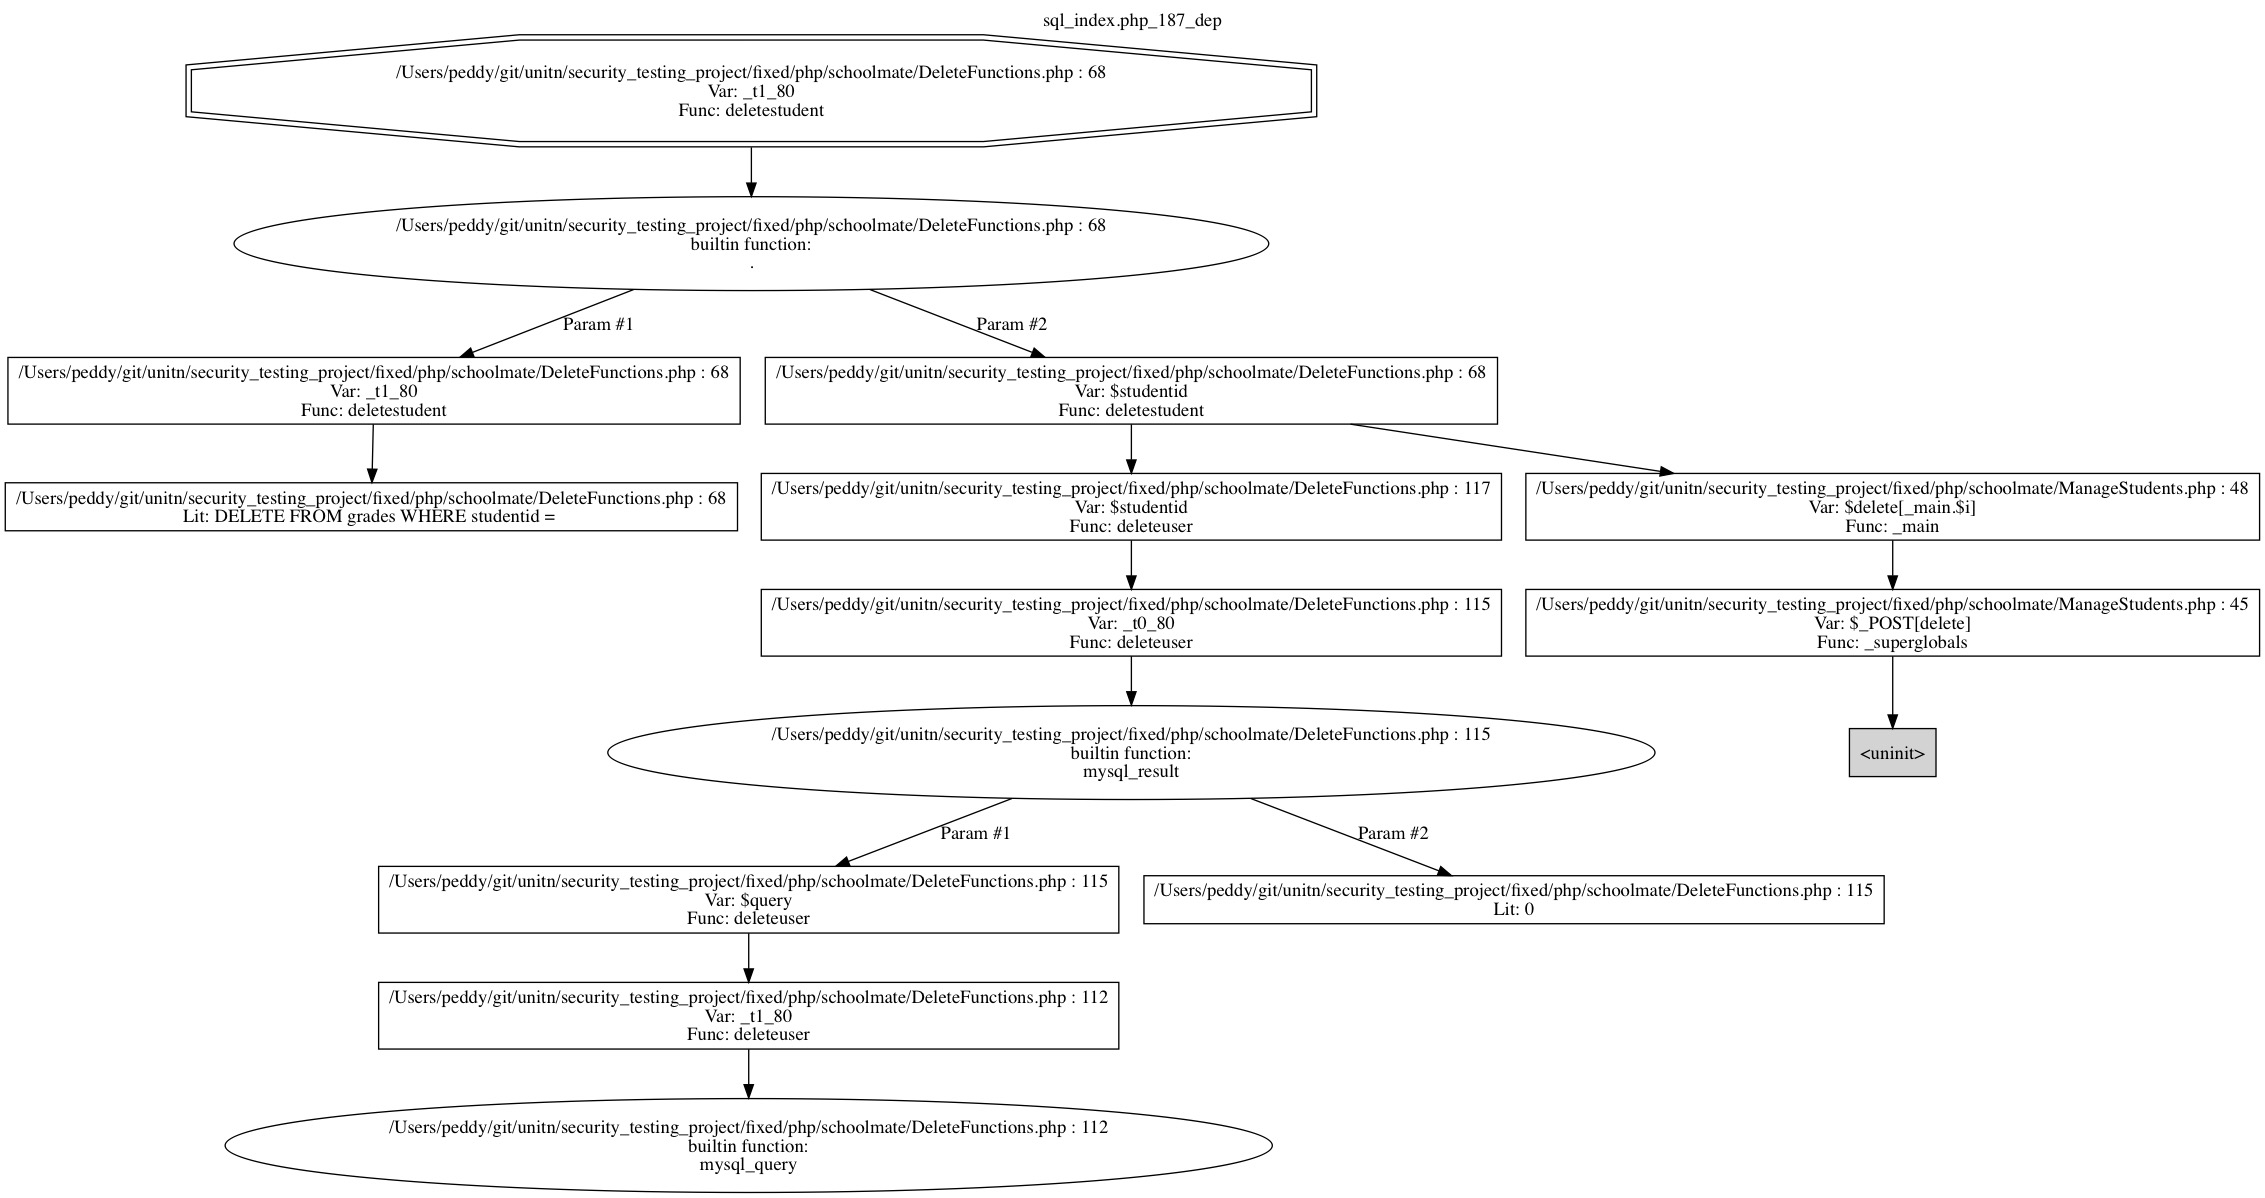 sql_index.php_187_dep
/Users/peddy/git/unitn/security_testing_project/fixed/php/schoolmate/DeleteFunctions.php : 68
Var: _t1_80
Func: deletestudent
/Users/peddy/git/unitn/security_testing_project/fixed/php/schoolmate/DeleteFunctions.php : 68
builtin function:
.
Param #1
Param #2
/Users/peddy/git/unitn/security_testing_project/fixed/php/schoolmate/DeleteFunctions.php : 68
Var: _t1_80
Func: deletestudent
/Users/peddy/git/unitn/security_testing_project/fixed/php/schoolmate/DeleteFunctions.php : 68
Var: $studentid
Func: deletestudent
/Users/peddy/git/unitn/security_testing_project/fixed/php/schoolmate/DeleteFunctions.php : 68
Lit: DELETE FROM grades WHERE studentid =
/Users/peddy/git/unitn/security_testing_project/fixed/php/schoolmate/DeleteFunctions.php : 117
Var: $studentid
Func: deleteuser
/Users/peddy/git/unitn/security_testing_project/fixed/php/schoolmate/ManageStudents.php : 48
Var: $delete[_main.$i]
Func: _main
/Users/peddy/git/unitn/security_testing_project/fixed/php/schoolmate/DeleteFunctions.php : 115
Var: _t0_80
Func: deleteuser
/Users/peddy/git/unitn/security_testing_project/fixed/php/schoolmate/ManageStudents.php : 45
Var: $_POST[delete]
Func: _superglobals
/Users/peddy/git/unitn/security_testing_project/fixed/php/schoolmate/DeleteFunctions.php : 115
builtin function:
mysql_result
<uninit>
Param #1
Param #2
/Users/peddy/git/unitn/security_testing_project/fixed/php/schoolmate/DeleteFunctions.php : 115
Var: $query
Func: deleteuser
/Users/peddy/git/unitn/security_testing_project/fixed/php/schoolmate/DeleteFunctions.php : 115
Lit: 0
/Users/peddy/git/unitn/security_testing_project/fixed/php/schoolmate/DeleteFunctions.php : 112
Var: _t1_80
Func: deleteuser
/Users/peddy/git/unitn/security_testing_project/fixed/php/schoolmate/DeleteFunctions.php : 112
builtin function:
mysql_query